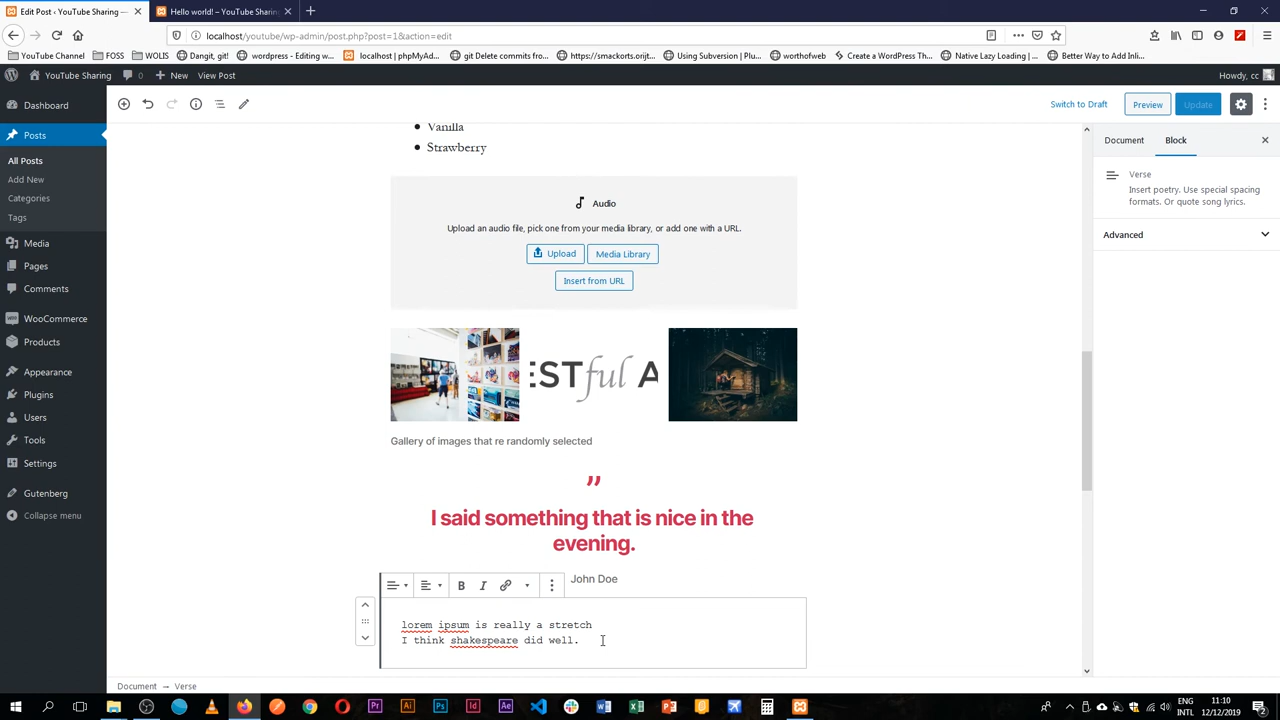 Edit Post ‹ YouTube Sharing —
Hello world! – YouTube Sharing
localhost/youtube/wp-admin/post.php?post=1&action=edit
YouTube Channel
FOSS
WOLIS
Dangit, git!
wordpress - Editing w...
localhost | phpMyAd...
git Delete commits fro...
https://smackorts.orijt...
Using Subversion | Plu...
worthofweb
Create a WordPress Th...
Native Lazy Loading |...
Better Way to Add Inli...
YouTube Sharing
0
New
View Post
Howdy, cc
Dashboard
Posts
All Posts
Add New
Categories
Tags
Media
Pages
Comments
WooCommerce
Products
Appearance
Plugins
Users
Tools
Settings
Gutenberg
Collapse menu
Switch to Draft
Preview
Update
Vanilla
Strawberry
Audio
Upload an audio file, pick one from your media library, or add one with a URL.
Upload
Media Library
Insert from URL
ESTful A
Gallery of images that re randomly selected
”
I said something that is nice in the
evening.
John Doe
B I
lorem ipsum is really a stretch
I think shakespeare did well.
Document
Block
Verse
Insert poetry. Use special spacing
formats. Or quote song lyrics.
Advanced
Document → Verse
ENG
INTL
11:10
12/12/2019